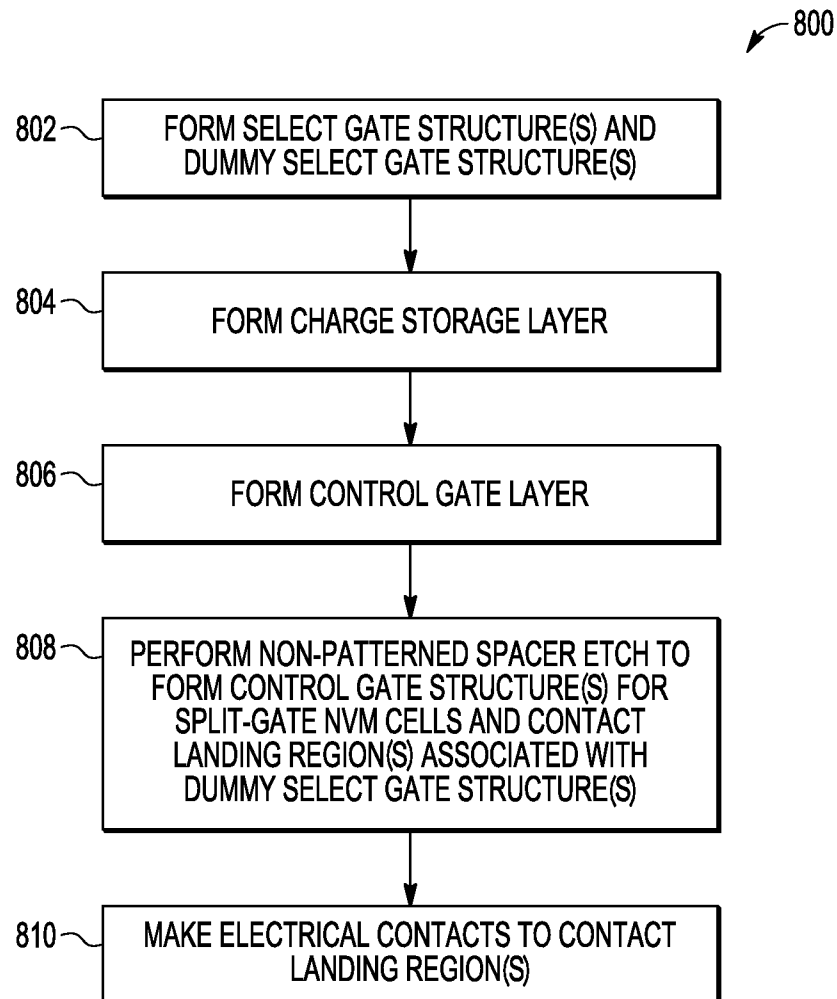 800
802
FORM SELECT GATE STRUCTURE(S) AND
DUMMY SELECT GATE STRUCTURE(S)
804
FORM CHARGE STORAGE LAYER
806
FORM CONTROL GATE LAYER
808
PERFORM NON-PATTERNED SPACER ETCH TO
FORM CONTROL GATE STRUCTURE(S) FOR
SPLIT-GATE NVM CELLS AND CONTACT
LANDING REGION(S) ASSOCIATED WITH
DUMMY SELECT GATE STRUCTURE(S)
810
MAKE ELECTRICAL CONTACTS TO CONTACT
LANDING REGION(S)